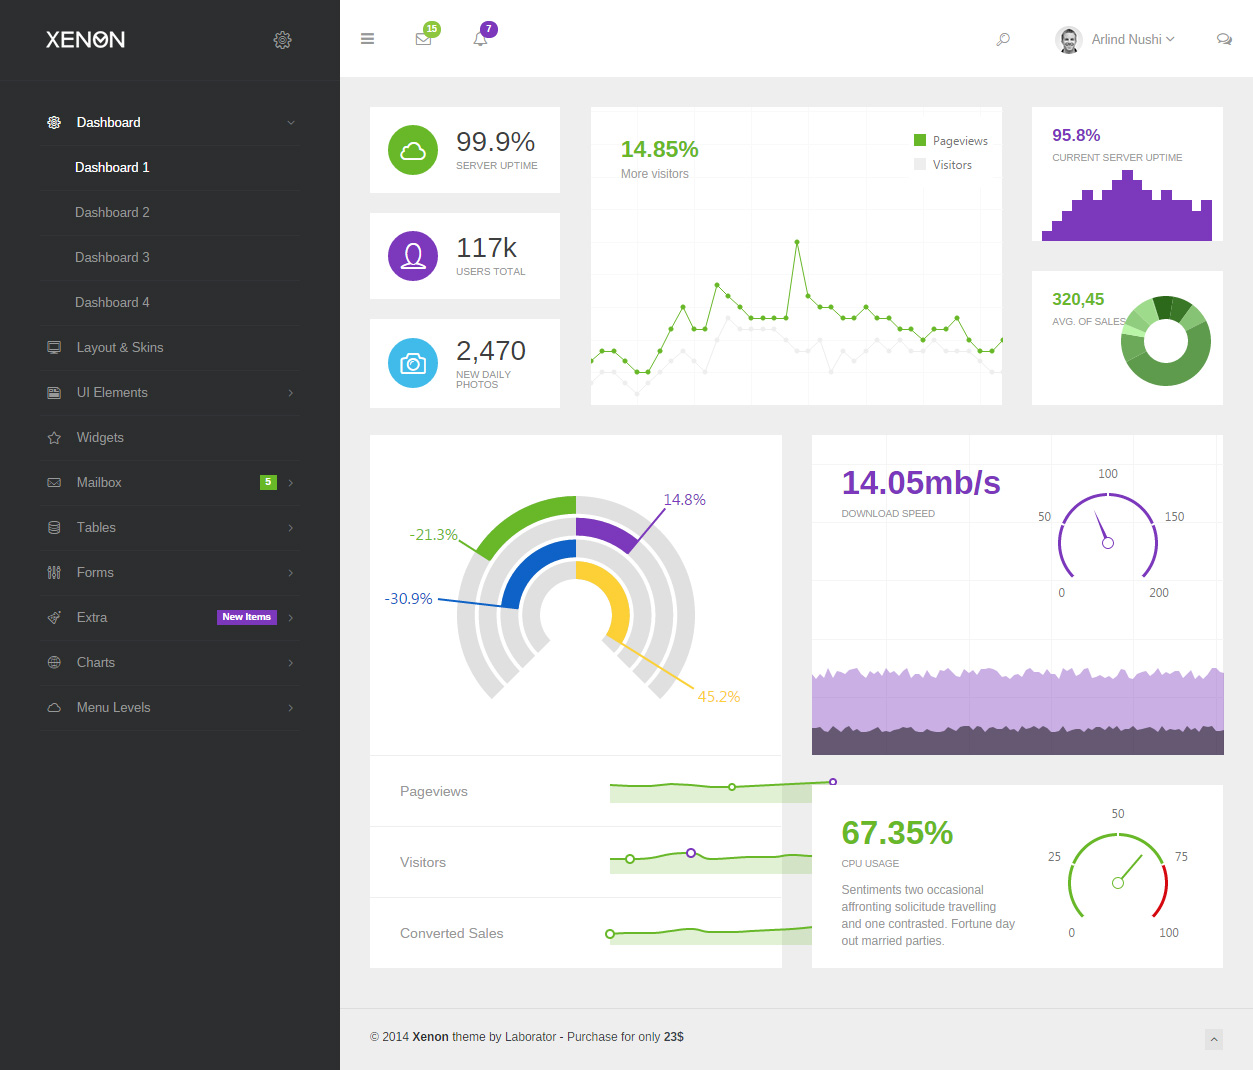 XENON
15
7
Arlind Nushi
Dashboard
Dashboard 1
Dashboard 2
Dashboard 3
Dashboard 4
Layout & Skins
UI Elements
Widgets
Mailbox
5
Tables
Forms
Extra
New Items
Charts
Menu Levels
99.9%
SERVER UPTIME
117k
USERS TOTAL
2,470
NEW DAILY
PHOTOS
14.85%
More visitors
Pageviews
Visitors
95.8%
CURRENT SERVER UPTIME
320,45
AVG. OF SALES
-21.3%
14.8%
-30.9%
45.2%
Pageviews
Visitors
Converted Sales
14.05mb/s
DOWNLOAD SPEED
100
50
150
0
200
67.35%
CPU USAGE
Sentiments two occasional
affronting solicitude travelling
and one contrasted. Fortune day
out married parties.
50
25
75
0
100
© 2014 Xenon theme by Laborator - Purchase for only 23$